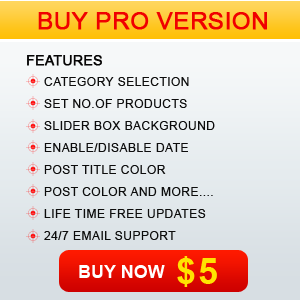 BUY PRO VERSION
FEATURES
CATEGORY SELECTION
SET NO.OF PRODUCTS
SLIDER BOX BACKGROUND
ENABLE/DISABLE DATE
POST TITLE COLOR
POST COLOR AND MORE....
LIFE TIME FREE UPDATES
24/7 EMAIL SUPPORT
BUY NOW $5